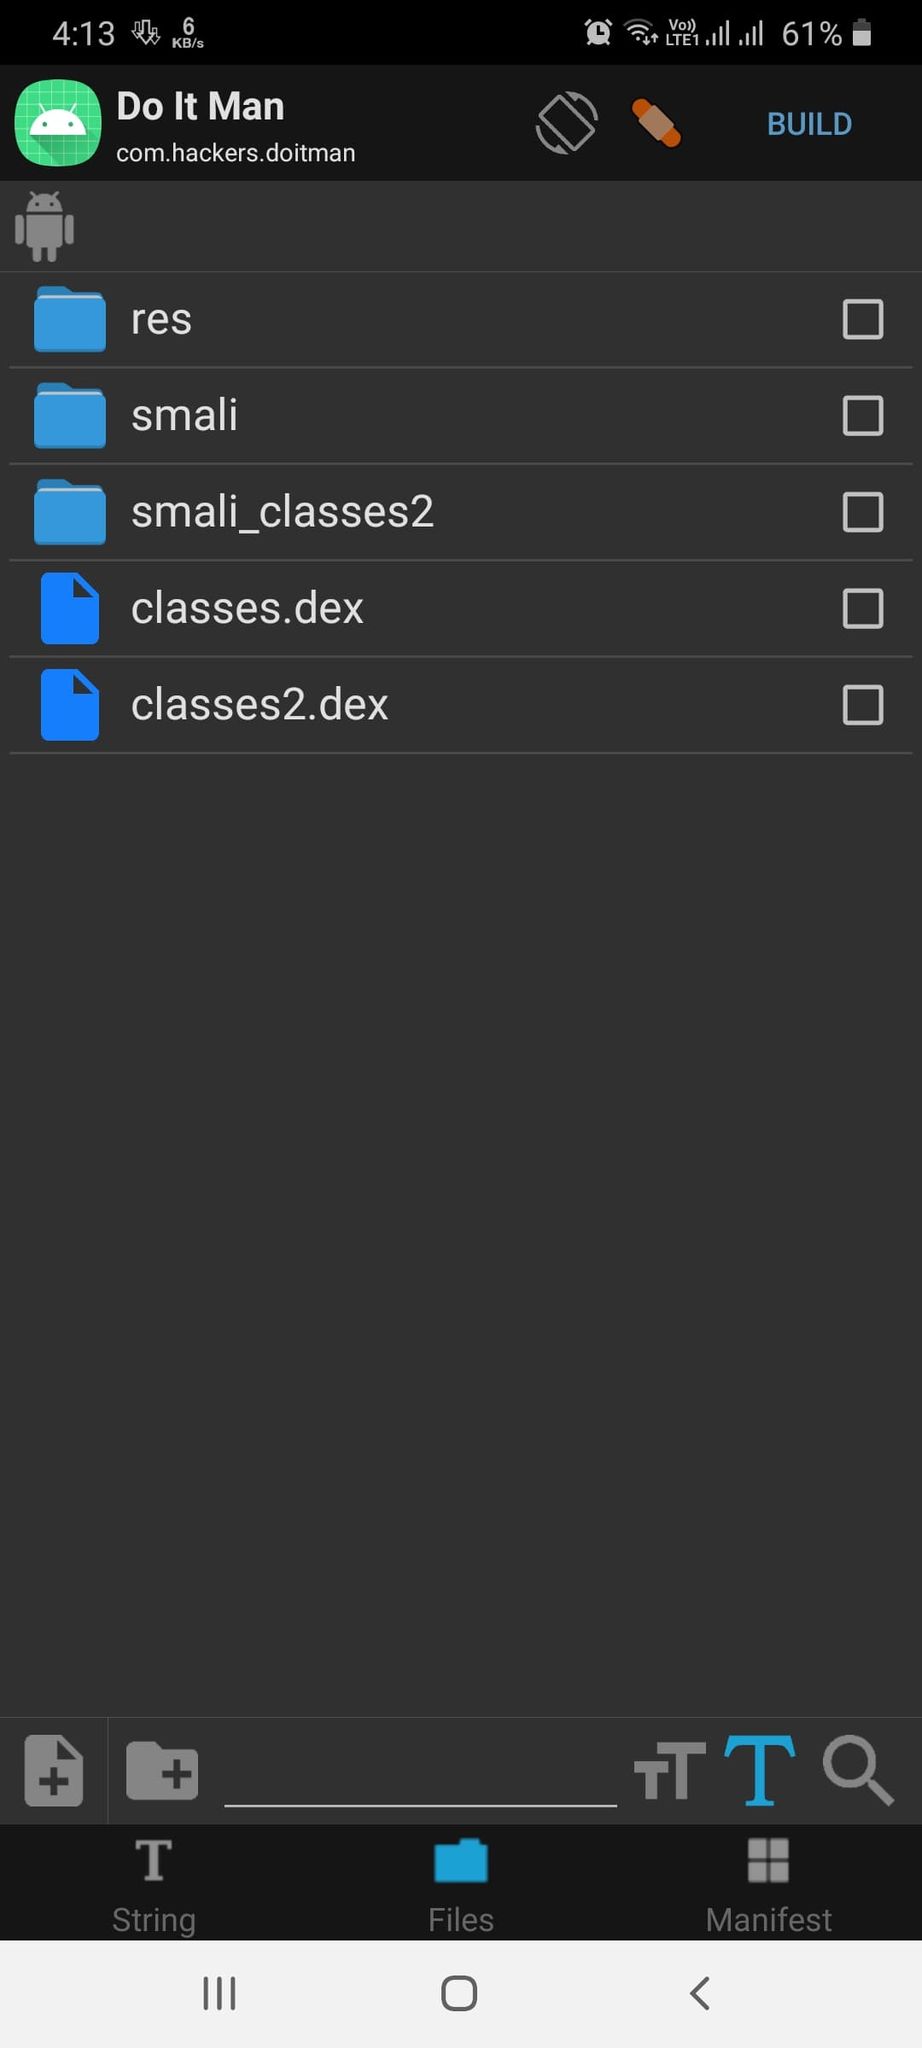 4:13 6 KB/s Vo)) LTE1 61%
Do It Man
com.hackers.doitman
BUILD
res
smali
smali_classes2
classes.dex
classes2.dex
String Files Manifest